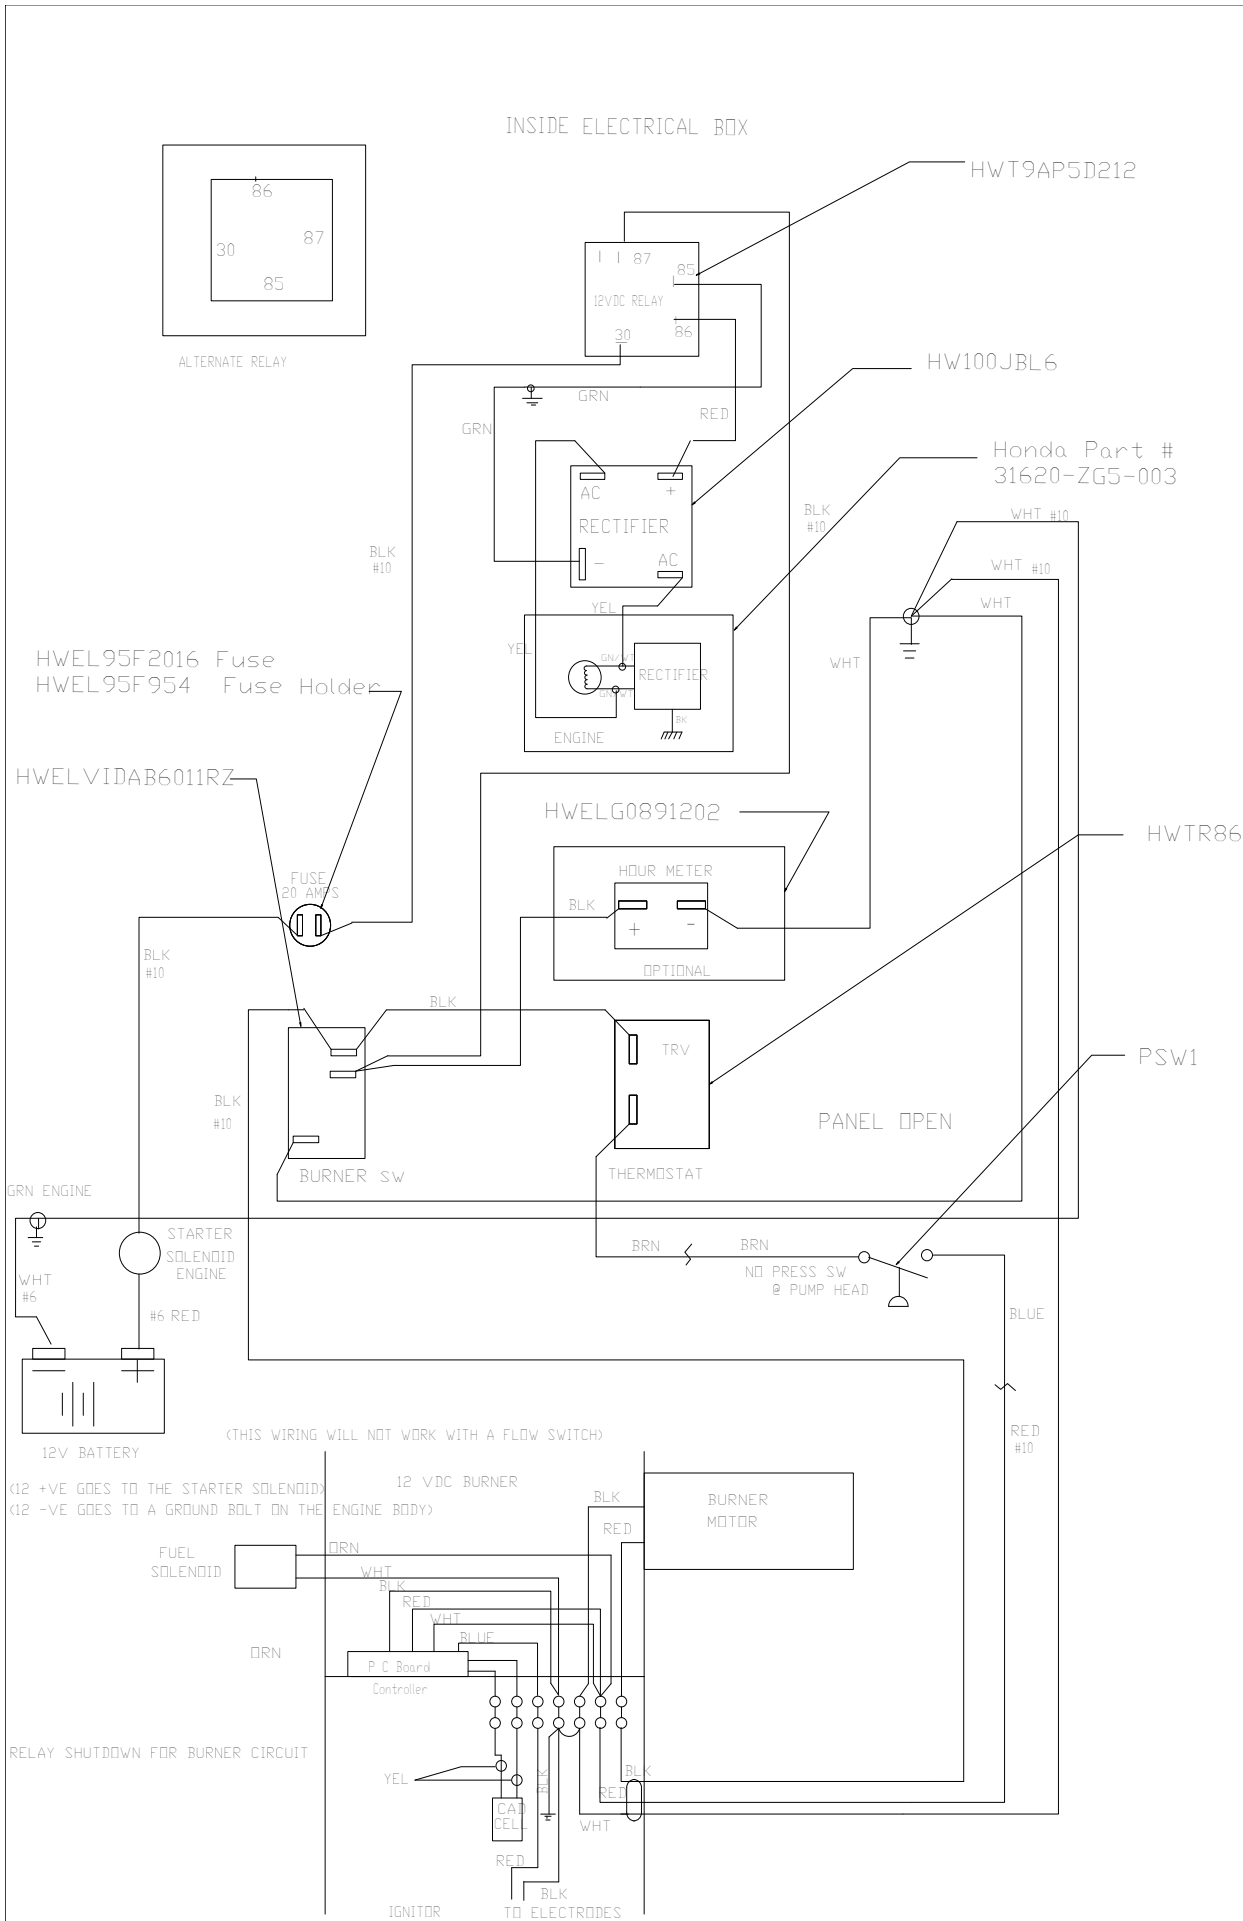 INSIDE ELECTRICAL BOX
HWT9AP5D212
86
87
30
85
ALTERNATE RELAY
87
85
12VDC RELAY
86
30
GRN
GRN
RED
HW100JBL6
Honda Part #
31620-ZG5-003
AC
+
RECTIFIER
-
AC
BLK
#10
BLK
#10
WHT #10
WHT #10
WHT
WHT
YEL
YEL
GN/WT
RECTIFIER
GN/WT
BK
ENGINE
HWEL95F2016 Fuse
HWEL95F954 Fuse Holder
HWELVIDAB6011RZ
HWELG0891202
HWTR86
FUSE
20 AMPS
HOUR METER
BLK
+
-
OPTIONAL
BLK
#10
BLK
TRV
PSW1
BLK
#10
PANEL OPEN
BURNER SW
THERMOSTAT
GRN ENGINE
STARTER
SOLENOID
ENGINE
WHT
#6
#6 RED
BRN
BRN
NO PRESS SW
@ PUMP HEAD
BLUE
RED
#10
12V BATTERY
(THIS WIRING WILL NOT WORK WITH A FLOW SWITCH)
(12 +VE GOES TO THE STARTER SOLENOID)
(12 -VE GOES TO A GROUND BOLT ON THE ENGINE BODY)
12 VDC BURNER
BLK
RED
BURNER
MOTOR
FUEL
SOLENOID
ORN
WHT
BLK
RED
WHT
BLUE
ORN
P C Board
Controller
RELAY SHUTDOWN FOR BURNER CIRCUIT
YEL
BLK
CAD
CELL
BLK
RED
WHT
RED
BLK
IGNITOR
TO ELECTRODES